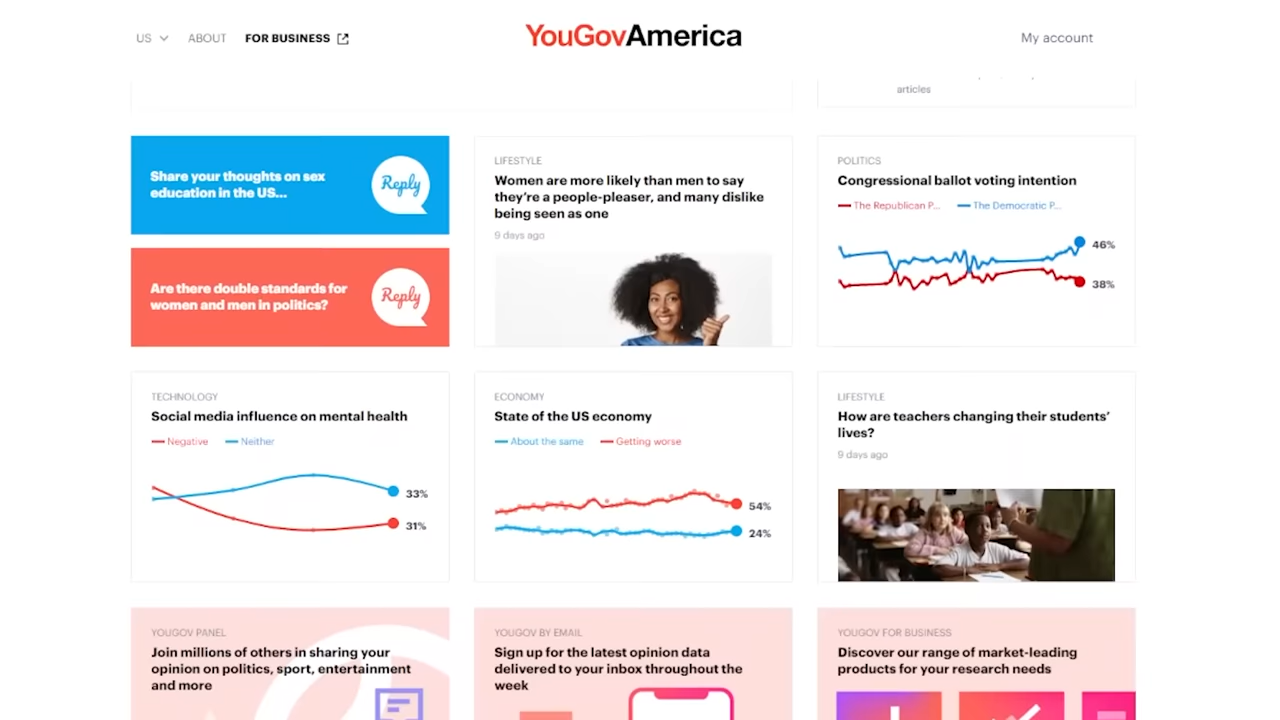 US
ABOUT
FOR BUSINESS
YouGovAmerica
My account
articles
Share your thoughts on sex
education in the US...
Reply
Are there double standards for
women and men in politics?
Reply
LIFESTYLE
Women are more likely than men to say
they're a people-pleaser, and many dislike
being seen as one
9 days ago
POLITICS
Congressional ballot voting intention
The Republican P...
The Democratic P...
46%
38%
TECHNOLOGY
Social media influence on mental health
Negative
Neither
33%
31%
ECONOMY
State of the US economy
About the same
Getting worse
54%
24%
LIFESTYLE
How are teachers changing their students'
lives?
9 days ago
YOUGOV PANEL
Join millions of others in sharing your
opinion on politics, sport, entertainment
and more
YOUGOV BY EMAIL
Sign up for the latest opinion data
delivered to your inbox throughout the
week
YOUGOV FOR BUSINESS
Discover our range of market-leading
products for your research needs